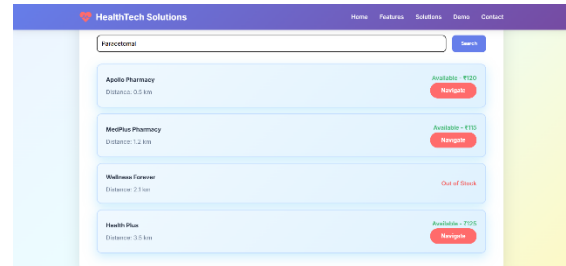 HealthTech Solutions
Home Features Solutions Demo Contact
Paracetamal
Search
Apollo Pharmacy
Available - ₹120
Distance: 0.8 km
Navigate
MedPlus Pharmacy
Available - ₹115
Distance: 1.2 km
Navigate
Wellness Forever
Out of Stock
Distance: 2.1 km
Health Plus
Available - ₹125
Distance: 3.5 km
Navigate